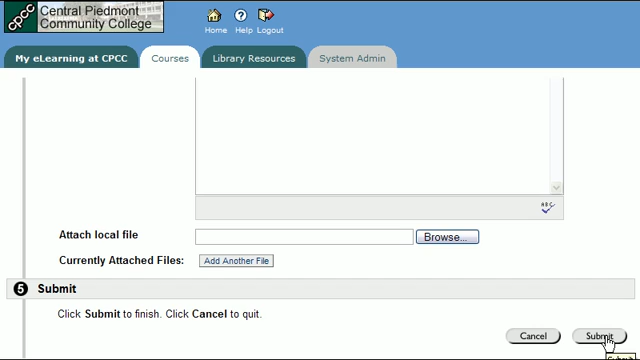 CPCC
Central Piedmont
Community College
Home Help Logout
My eLearning at CPCC Courses Library Resources System Admin
ABC
Attach local file Browse...
Currently Attached Files: Add Another File
5 Submit
Click Submit to finish. Click Cancel to quit.
Cancel Submit
Submit